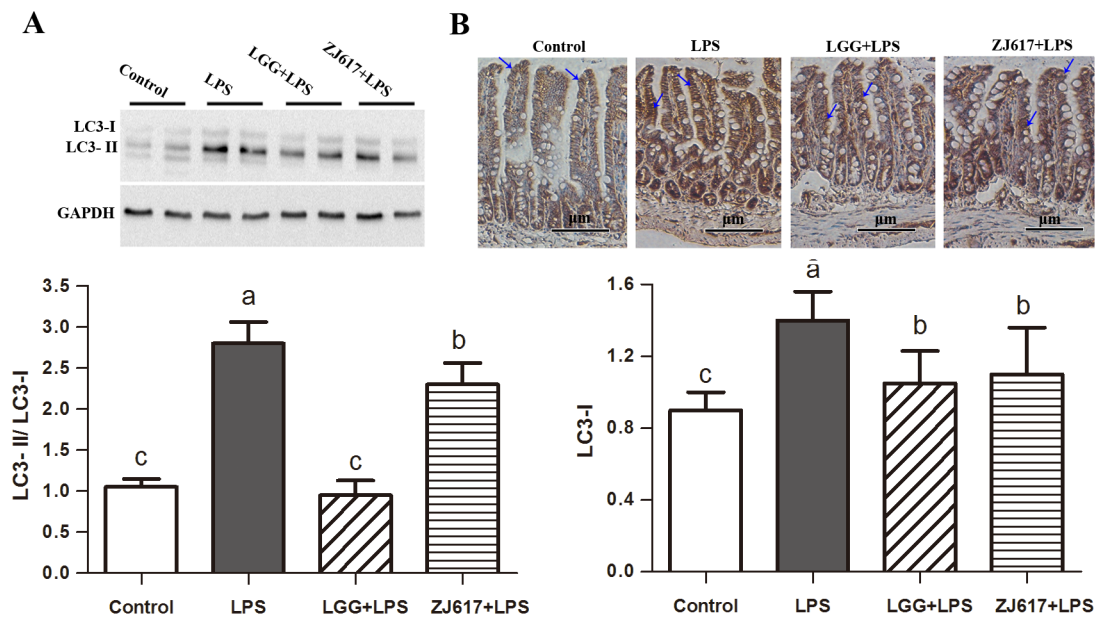 A
Control
LPS
LGG+LPS
ZJ617+LPS
LC3-I
LC3- II
GAPDH
B
Control
LPS
LGG+LPS
ZJ617+LPS
μm
μm
μm
μm
LC3- II/ LC3-I
3.5
3.0
2.5
2.0
1.5
1.0
0.5
0.0
c
a
c
b
Control
LPS
LGG+LPS
ZJ617+LPS
LC3-I
1.6
1.2
0.8
0.4
0.0
c
a
b
b
Control
LPS
LGG+LPS
ZJ617+LPS